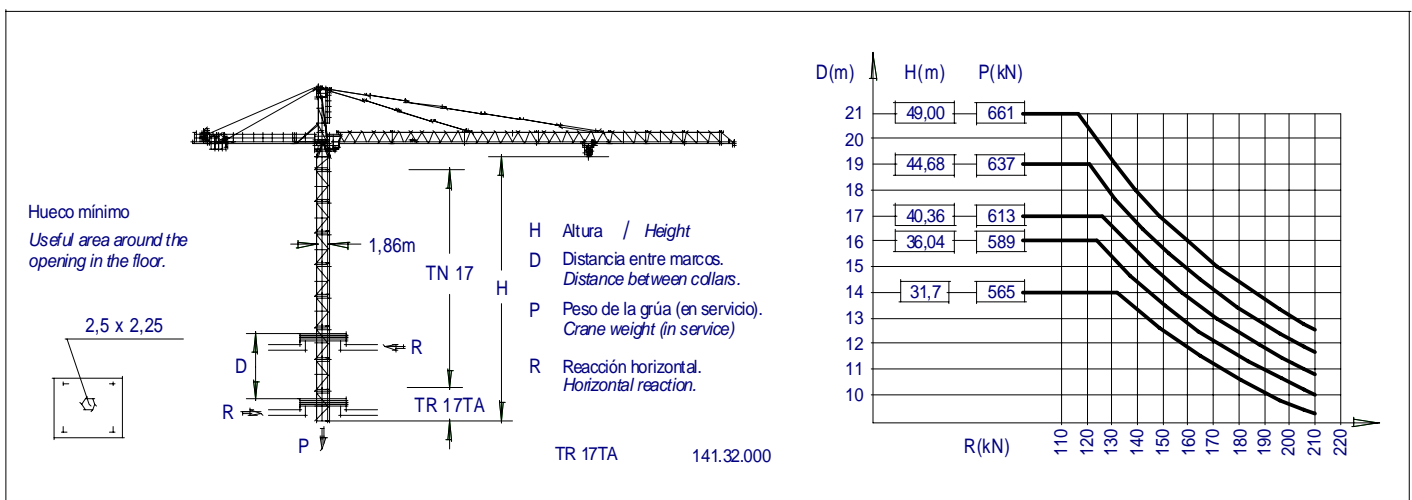 Hueco mínimo
Useful area around the
opening in the floor.
2,5 x 2,25
1,86m
TN 17
H
D
R
R
TR 17TA
P
H Altura / Height
D Distancia entre marcos.
Distance between collars.
P Peso de la grúa (en servicio).
Crane weight (in service)
R Reacción horizontal.
Horizontal reaction.
TR 17TA 141.32.000
D(m) H(m) P(kN)
21 49,00 661
20
19 44,68 637
18
17 40,36 613
16 36,04 589
15
14 31,7 565
13
12
11
10
R(kN) 110 120 130 140 150 160 170 180 190 200 210 220